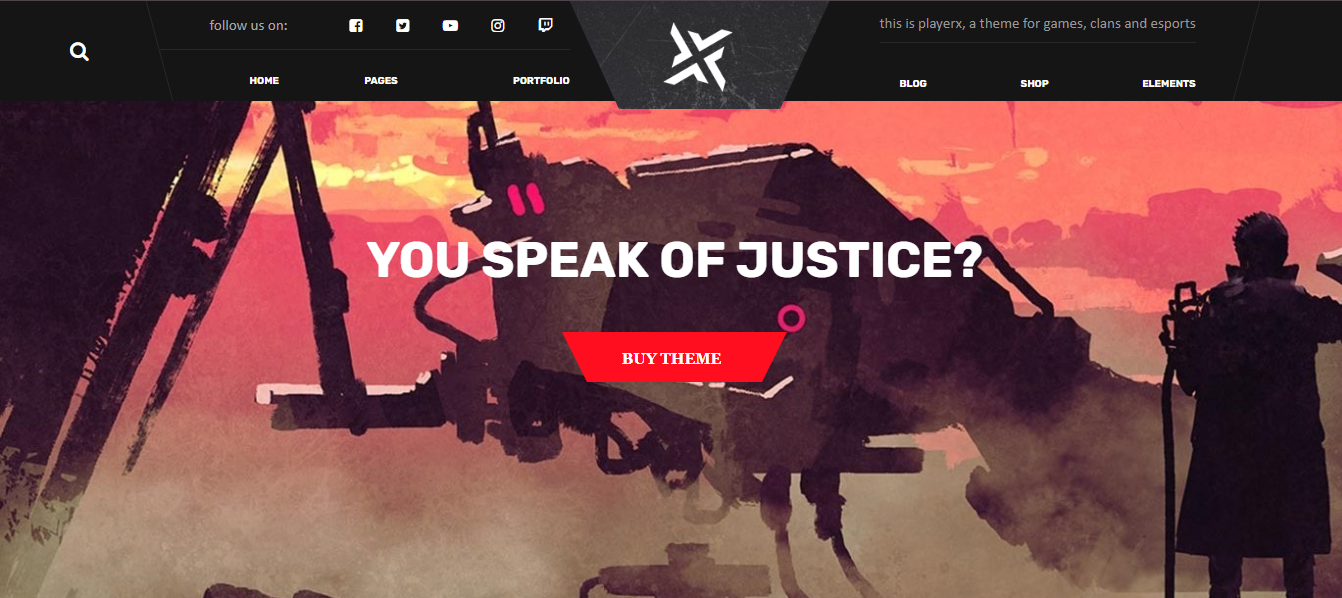 follow us on:
this is playerx, a theme for games, clans and esports
HOME PAGES PORTFOLIO
BLOG SHOP ELEMENTS
YOU SPEAK OF JUSTICE?
BUY THEME